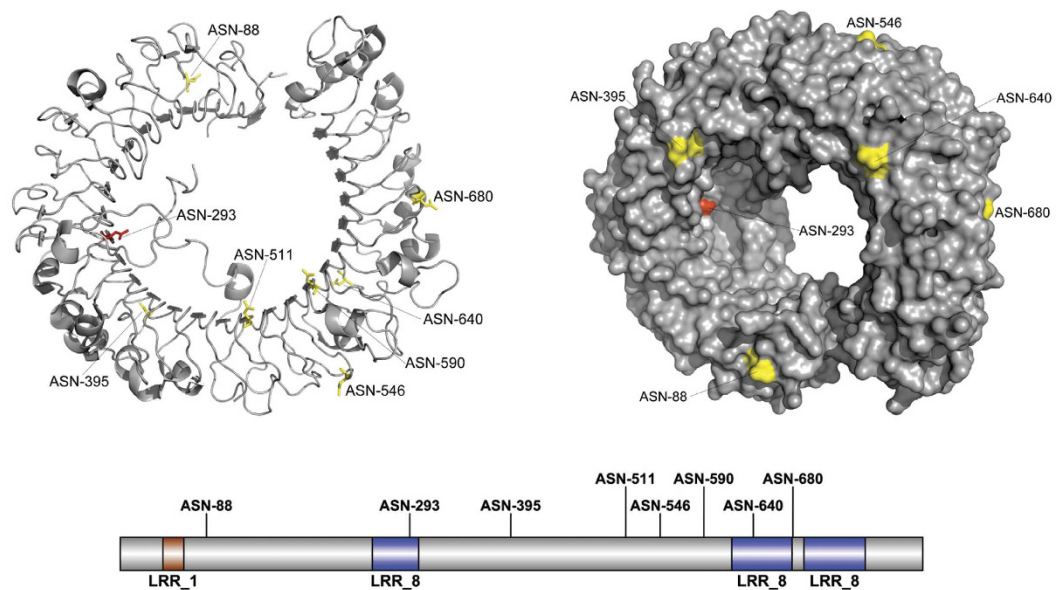 ASN-88
ASN-293
ASN-511
ASN-680
ASN-640
ASN-590
ASN-546
ASN-395
ASN-546
ASN-395
ASN-640
ASN-680
ASN-293
ASN-88
ASN-511 ASN-590 ASN-680
ASN-88 ASN-293 ASN-395 ASN-546 ASN-640
LRR_1 LRR_8 LRR_8 LRR_8